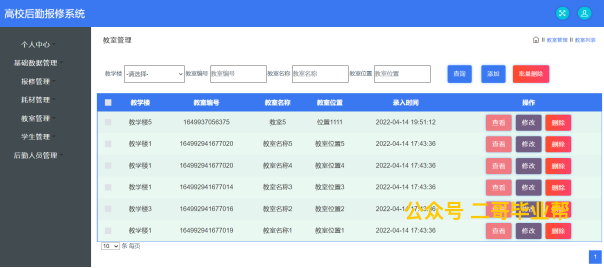 高校后勤报修系统
个人中心
基础数据管理
报修管理
耗材管理
教室管理
学生管理
后勤人员管理
教室管理
教室管理 教室列表
教学楼 -请选择- 教室编号 教室编号 教室名称 教室名称 教室位置 教室位置 查询 添加 批量删除
教学楼 教室编号 教室名称 教室位置 录入时间 操作
教学楼5 1649937056375 教室5 位置1111 2022-04-14 19:51:12 查看 修改 删除
教学楼1 164992941677020 教室名称5 教室位置5 2022-04-14 17:43:36 查看 修改 删除
教学楼1 164992941677020 教室名称4 教室位置4 2022-04-14 17:43:36 查看 修改 删除
教学楼1 164992941677014 教室名称3 教室位置3 2022-04-14 17:43:36 查看 修改 删除
教学楼3 164992941677016 教室名称2 教室位置2 2022-04-14 17:43:36 查看 修改 删除
教学楼1 164992941677019 教室名称1 教室位置1 2022-04-14 17:43:36 查看 修改 删除
公众号 二哥毕业帮
10 条 每页
1